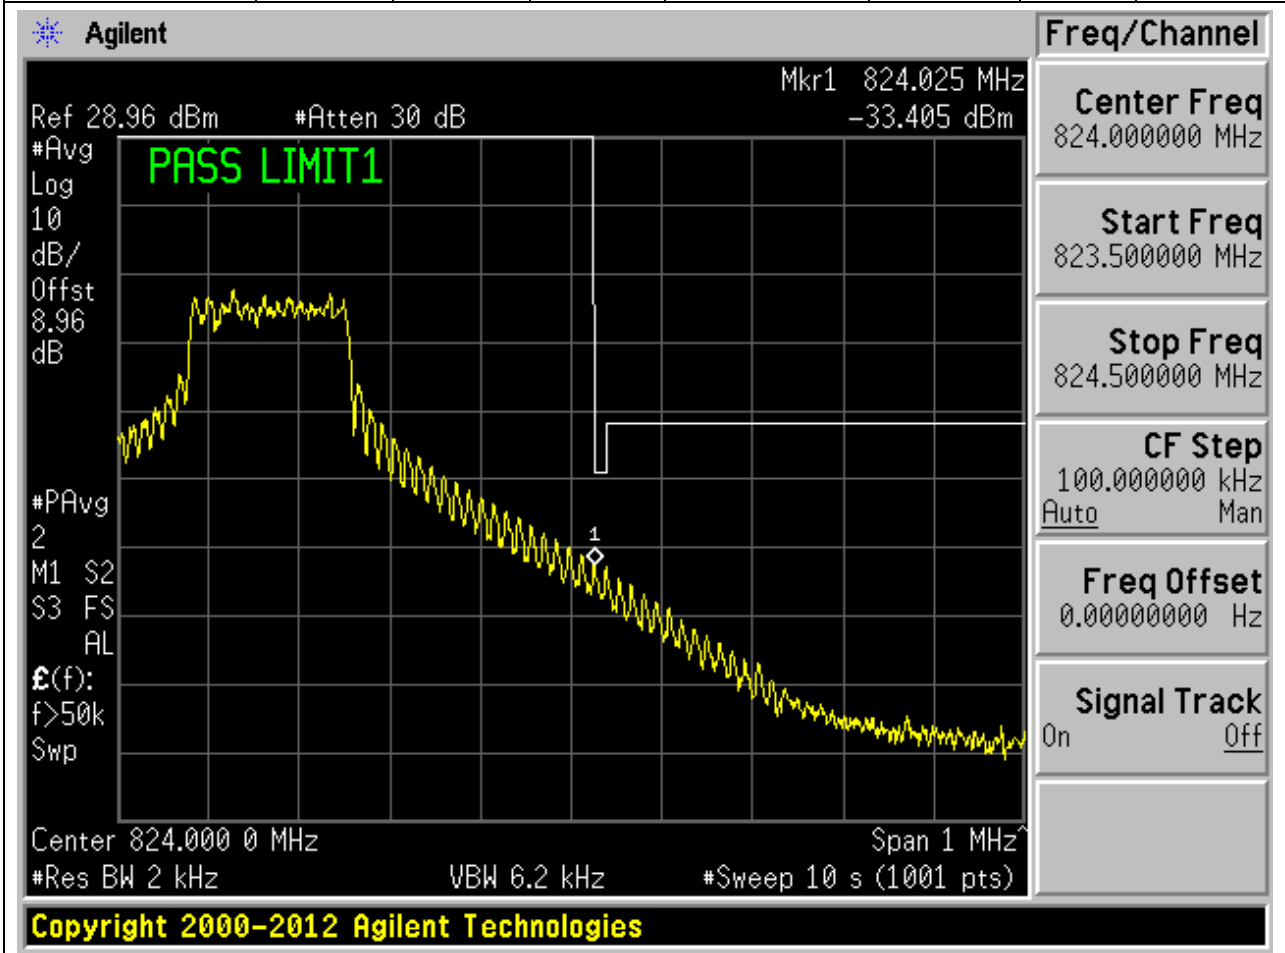 Agilent
Freq/Channel
Mkr1 824.025 MHz
Ref 28.96 dBm #Atten 30 dB -33.405 dBm
#Avg
Log
10
dB/
Offst
8.96
dB
PASS LIMIT1
#PAvg
2
M1 S2
S3 FS
AL
£(f):
f>50k
Swp
1
Center 824.000 0 MHz Span 1 MHz^
#Res BW 2 kHz VBW 6.2 kHz #Sweep 10 s (1001 pts)
Center Freq
824.000000 MHz
Start Freq
823.500000 MHz
Stop Freq
824.500000 MHz
CF Step
100.000000 kHz
Auto Man
Freq Offset
0.00000000 Hz
Signal Track
On Off
Copyright 2000-2012 Agilent Technologies